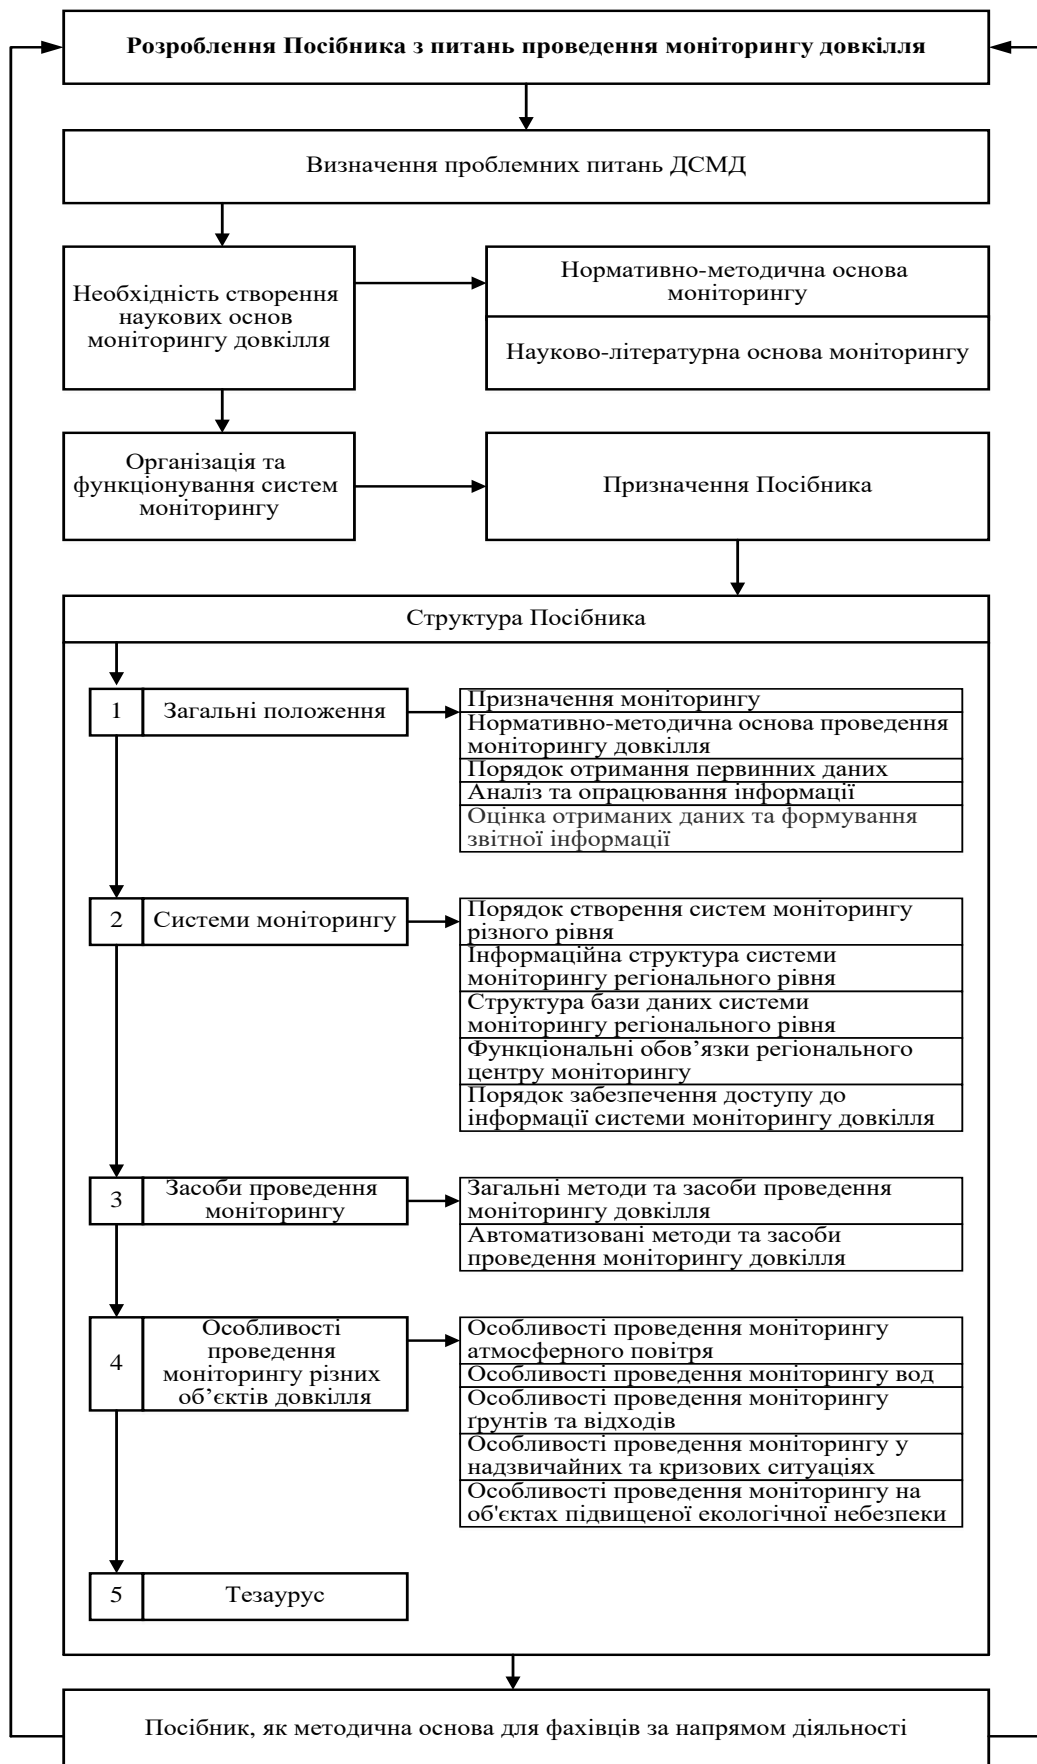 Розроблення Посібника з питань проведення моніторингу довкілля
Визначення проблемних питань ДСМД
Необхідність створення
наукових основ
моніторингу довкілля
Нормативно-методична основа
моніторингу
Науково-літературна основа моніторингу
Організація та
функціонування систем
моніторингу
Призначення Посібника
Структура Посібника
1
Загальні положення
Призначення моніторингу
Нормативно-методична основа проведення
моніторингу довкілля
Порядок отримання первинних даних
Аналіз та опрацювання інформації
Оцінка отриманих даних та формування
звітної інформації
2
Системи моніторингу
Порядок створення систем моніторингу
різного рівня
Інформаційна структура системи
моніторингу регіонального рівня
Структура бази даних системи
моніторингу регіонального рівня
Функціональні обов’язки регіонального
центру моніторингу
Порядок забезпечення доступу до
інформації системи моніторингу довкілля
3
Засоби проведення
моніторингу
Загальні методи та засоби проведення
моніторингу довкілля
Автоматизовані методи та засоби
проведення моніторингу довкілля
4
Особливості
проведення
моніторингу різних
об’єктів довкілля
Особливості проведення моніторингу
атмосферного повітря
Особливості проведення моніторингу вод
Особливості проведення моніторингу
ґрунтів та відходів
Особливості проведення моніторингу у
надзвичайних та кризових ситуаціях
Особливості проведення моніторингу на
об'єктах підвищеної екологічної небезпеки
5
Тезаурус
Посібник, як методична основа для фахівців за напрямом діяльності